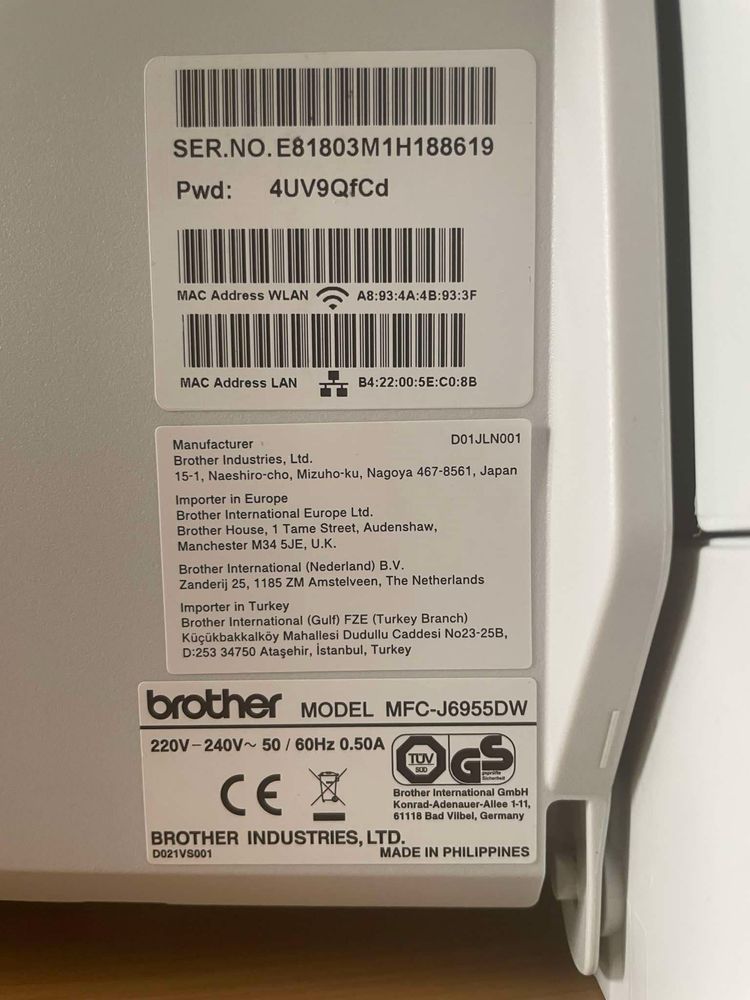 SER.NO. E81803M1H188619
Pwd: 4UV9QfCd
MAC Address WLAN A8:93:4A:4B:93:3F
MAC Address LAN B4:22:00:5E:C0:8B
Manufacturer D01JLN001
Brother Industries, Ltd.
15-1, Naeshiro-cho, Mizuho-ku, Nagoya 467-8561, Japan
Importer in Europe
Brother International Europe Ltd.
Brother House, 1 Tame Street, Audenshaw,
Manchester M34 5JE, U.K.
Brother International (Nederland) B.V.
Zanderij 25, 1185 ZM Amstelveen, The Netherlands
Importer in Turkey
Brother International (Gulf) FZE (Turkey Branch)
Küçükbakkalköy Mahallesi Dudullu Caddesi No23-25B,
D:253 34750 Ataşehir, İstanbul, Turkey
brother MODEL MFC-J6955DW
220V-240V~ 50 / 60Hz 0.50A
TÜV
SÜD
GS
geprüfte
Sicherheit
CE
Brother International GmbH
Konrad-Adenauer-Allee 1-11,
61118 Bad Vilbel, Germany
BROTHER INDUSTRIES, LTD.
D021VS001 MADE IN PHILIPPINES